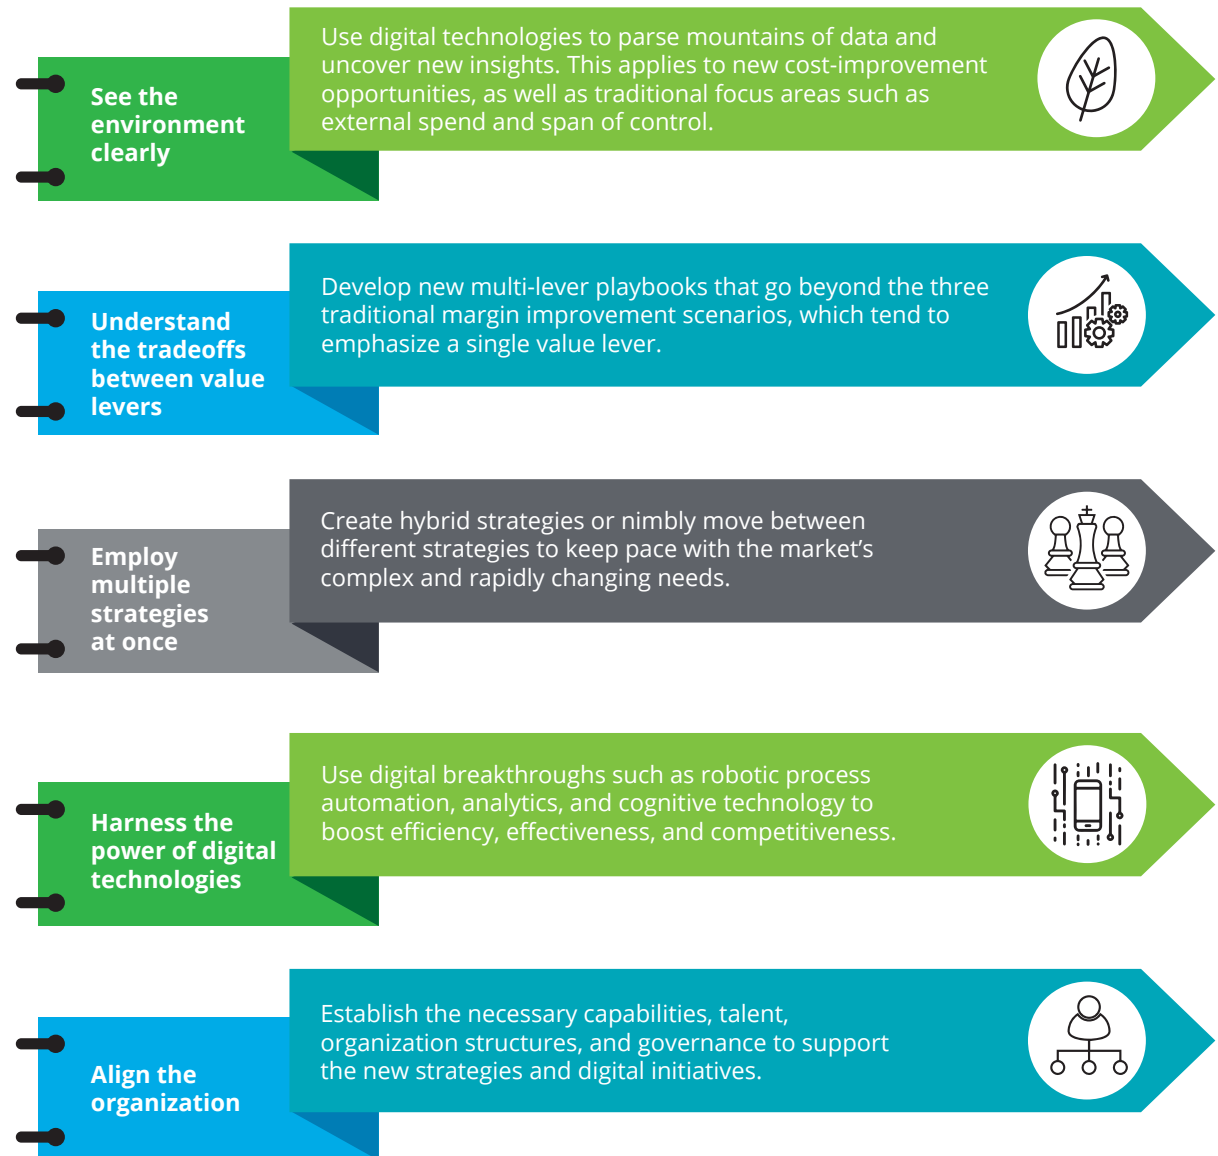 See the
environment
clearly
Use digital technologies to parse mountains of data and
uncover new insights. This applies to new cost-improvement
opportunities, as well as traditional focus areas such as
external spend and span of control.
Understand
the tradeoffs
between value
levers
Develop new multi-lever playbooks that go beyond the three
traditional margin improvement scenarios, which tend to
emphasize a single value lever.
Employ
multiple
strategies
at once
Create hybrid strategies or nimbly move between
different strategies to keep pace with the market’s
complex and rapidly changing needs.
Harness the
power of digital
technologies
Use digital breakthroughs such as robotic process
automation, analytics, and cognitive technology to
boost efficiency, effectiveness, and competitiveness.
Align the
organization
Establish the necessary capabilities, talent,
organization structures, and governance to support
the new strategies and digital initiatives.